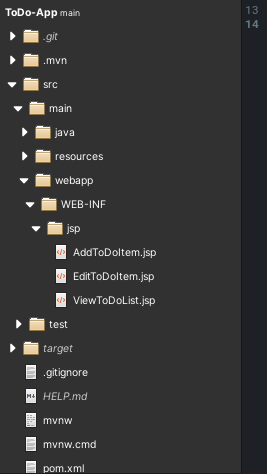 ToDo-App main
.git
.mvn
src
main
java
resources
webapp
WEB-INF
jsp
AddToDoItem.jsp
EditToDoItem.jsp
ViewToDoList.jsp
test
target
.gitignore
HELP.md
mvnw
mvnw.cmd
pom.xml
13
14